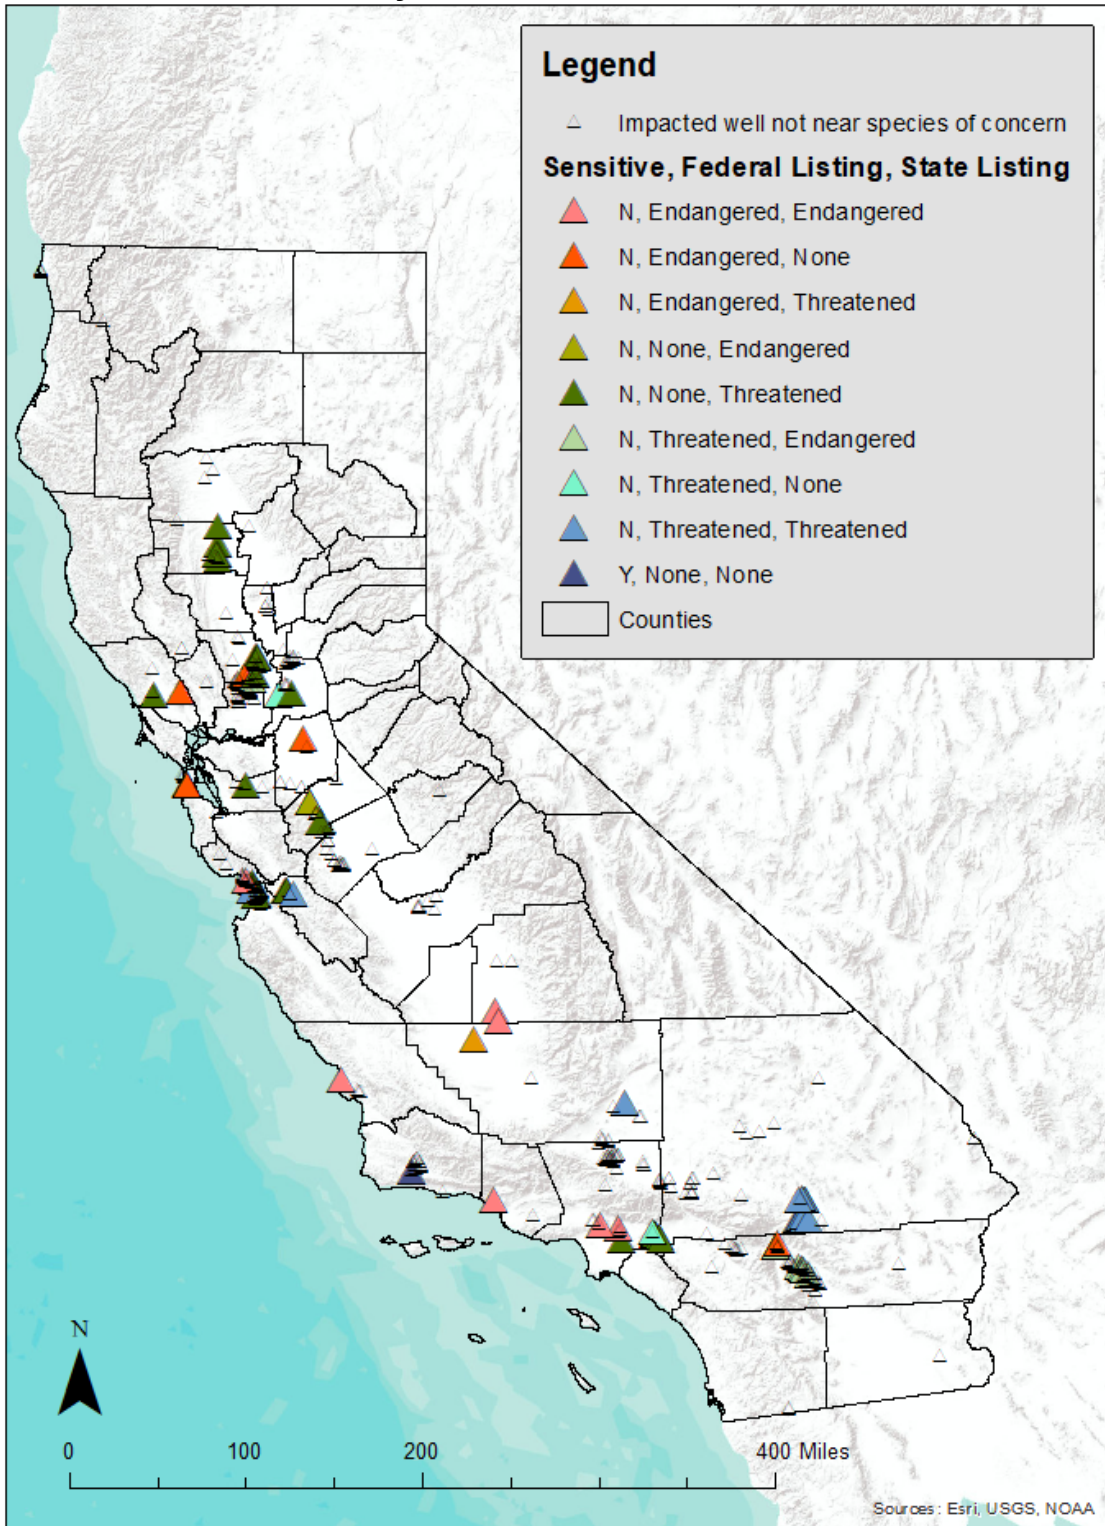 Legend
Impacted well not near species of concern
Sensitive, Federal Listing, State Listing
N, Endangered, Endangered
N, Endangered, None
N, Endangered, Threatened
N, None, Endangered
N, None, Threatened
N, Threatened, Endangered
N, Threatened, None
N, Threatened, Threatened
Y, None, None
Counties
N
0 100 200 400 Miles
Sources: Esri, USGS, NOAA